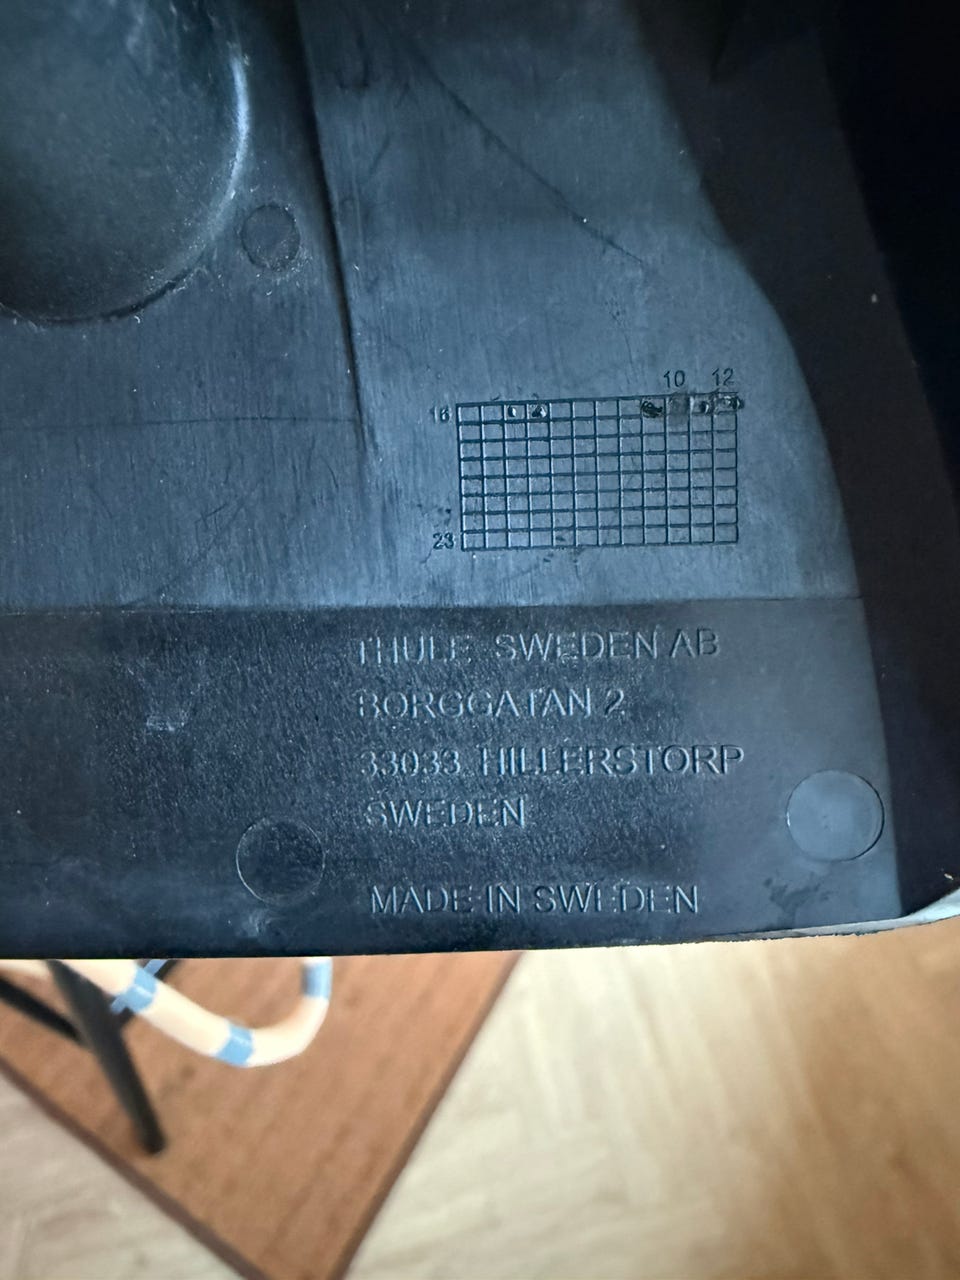 10 12
16
23
THULE SWEDEN AB
BORGGATAN 2
33033 HILLERSTORP
SWEDEN
MADE IN SWEDEN